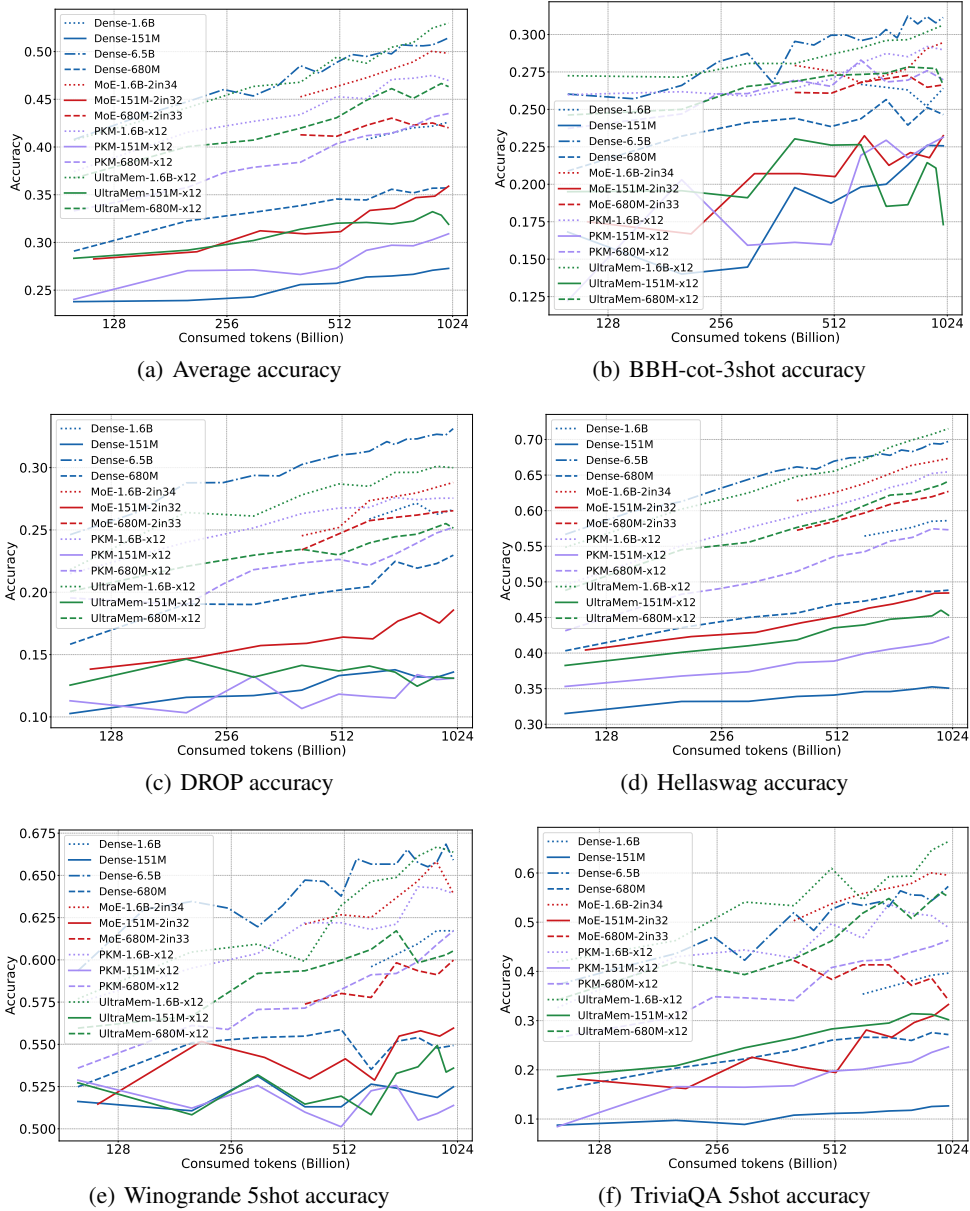 0.50
0.45
0.40
0.35
0.30
0.25
Accuracy
Dense-1.6B
Dense-151M
Dense-6.5B
Dense-680M
MoE-1.6B-2in34
MoE-151M-2in32
MoE-680M-2in33
PKM-1.6B-x12
PKM-151M-x12
PKM-680M-x12
UltraMem-1.6B-x12
UltraMem-151M-x12
UltraMem-680M-x12
128 256 512 1024
Consumed tokens (Billion)
(a) Average accuracy
0.300
0.275
0.250
0.225
0.200
0.175
0.150
0.125
Accuracy
Dense-1.6B
Dense-151M
Dense-6.5B
Dense-680M
MoE-1.6B-2in34
MoE-151M-2in32
MoE-680M-2in33
PKM-1.6B-x12
PKM-151M-x12
PKM-680M-x12
UltraMem-1.6B-x12
UltraMem-151M-x12
UltraMem-680M-x12
128 256 512 1024
Consumed tokens (Billion)
(b) BBH-cot-3shot accuracy
0.30
0.25
0.20
0.15
0.10
Accuracy
Dense-1.6B
Dense-151M
Dense-6.5B
Dense-680M
MoE-1.6B-2in34
MoE-151M-2in32
MoE-680M-2in33
PKM-1.6B-x12
PKM-151M-x12
PKM-680M-x12
UltraMem-1.6B-x12
UltraMem-151M-x12
UltraMem-680M-x12
128 256 512 1024
Consumed tokens (Billion)
(c) DROP accuracy
0.70
0.65
0.60
0.55
0.50
0.45
0.40
0.35
0.30
Accuracy
Dense-1.6B
Dense-151M
Dense-6.5B
Dense-680M
MoE-1.6B-2in34
MoE-151M-2in32
MoE-680M-2in33
PKM-1.6B-x12
PKM-151M-x12
PKM-680M-x12
UltraMem-1.6B-x12
UltraMem-151M-x12
UltraMem-680M-x12
128 256 512 1024
Consumed tokens (Billion)
(d) Hellaswag accuracy
0.675
0.650
0.625
0.600
0.575
0.550
0.525
0.500
Accuracy
Dense-1.6B
Dense-151M
Dense-6.5B
Dense-680M
MoE-1.6B-2in34
MoE-151M-2in32
MoE-680M-2in33
PKM-1.6B-x12
PKM-151M-x12
PKM-680M-x12
UltraMem-1.6B-x12
UltraMem-151M-x12
UltraMem-680M-x12
128 256 512 1024
Consumed tokens (Billion)
(e) Winogrande 5shot accuracy
0.6
0.5
0.4
0.3
0.2
0.1
Accuracy
Dense-1.6B
Dense-151M
Dense-6.5B
Dense-680M
MoE-1.6B-2in34
MoE-151M-2in32
MoE-680M-2in33
PKM-1.6B-x12
PKM-151M-x12
PKM-680M-x12
UltraMem-1.6B-x12
UltraMem-151M-x12
UltraMem-680M-x12
128 256 512 1024
Consumed tokens (Billion)
(f) TriviaQA 5shot accuracy